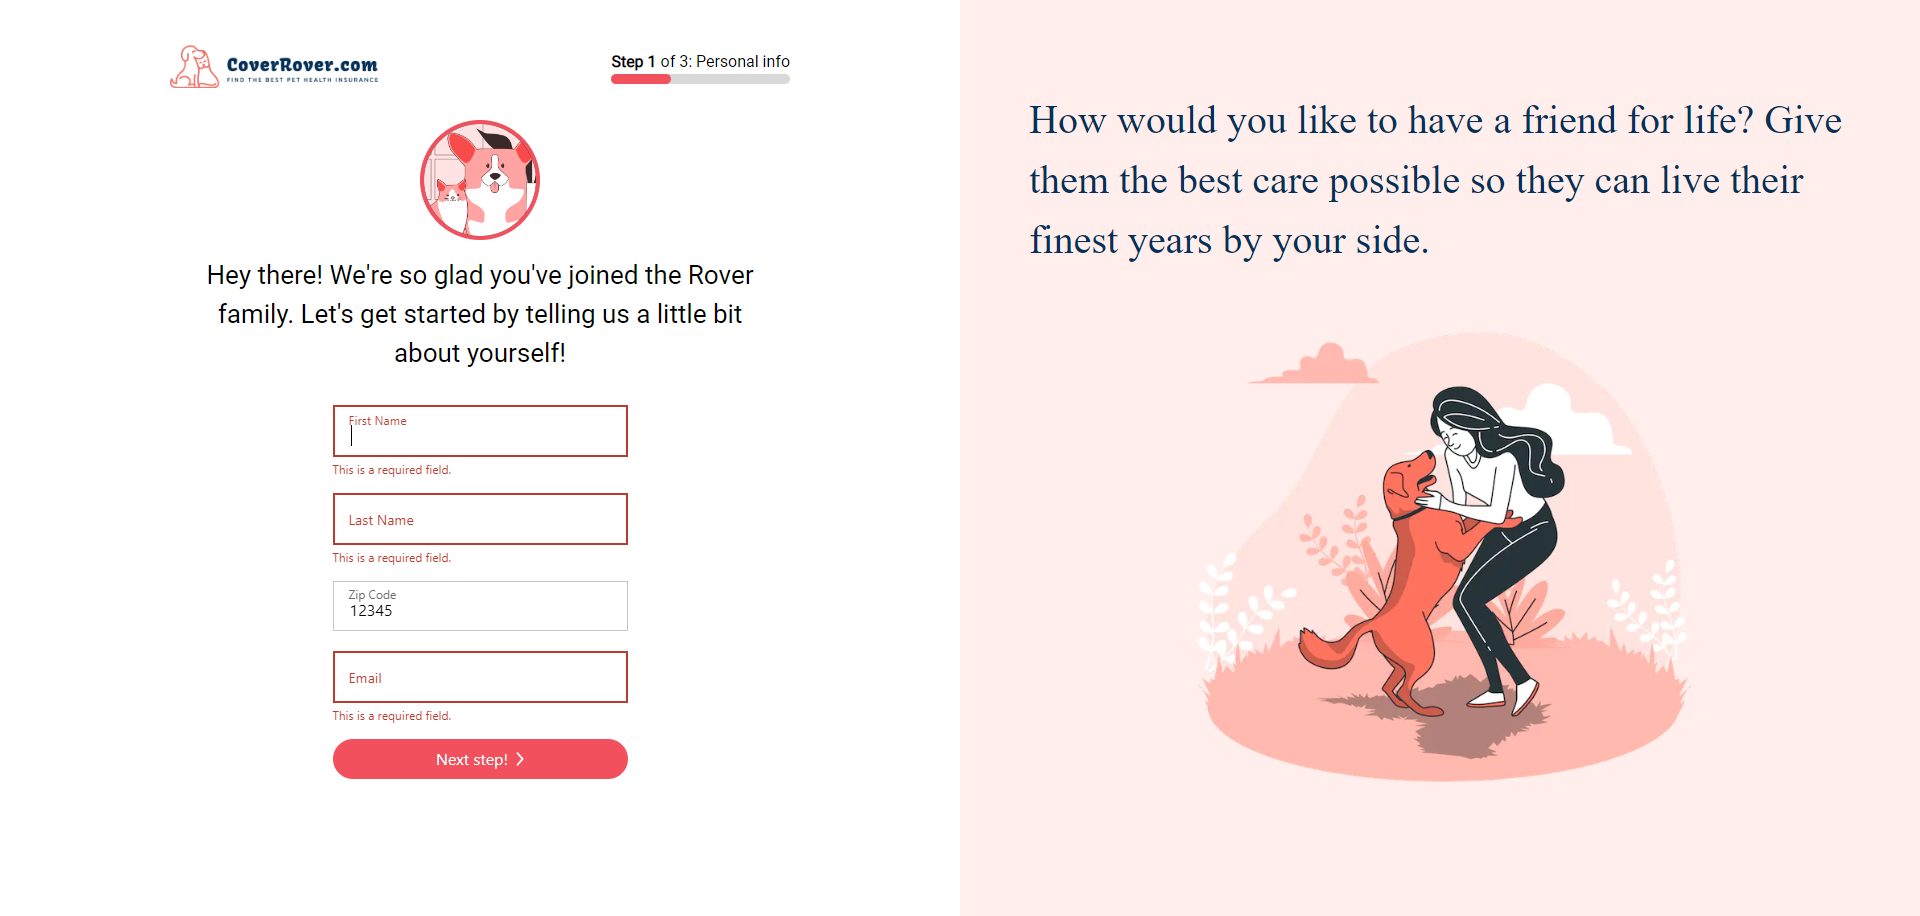 CoverRover.com
FIND THE BEST PET HEALTH INSURANCE
Step 1 of 3: Personal info
Hey there! We're so glad you've joined the Rover
family. Let's get started by telling us a little bit
about yourself!
First Name
This is a required field.
Last Name
This is a required field.
Zip Code
12345
Email
This is a required field.
Next step!
How would you like to have a friend for life? Give
them the best care possible so they can live their
finest years by your side.